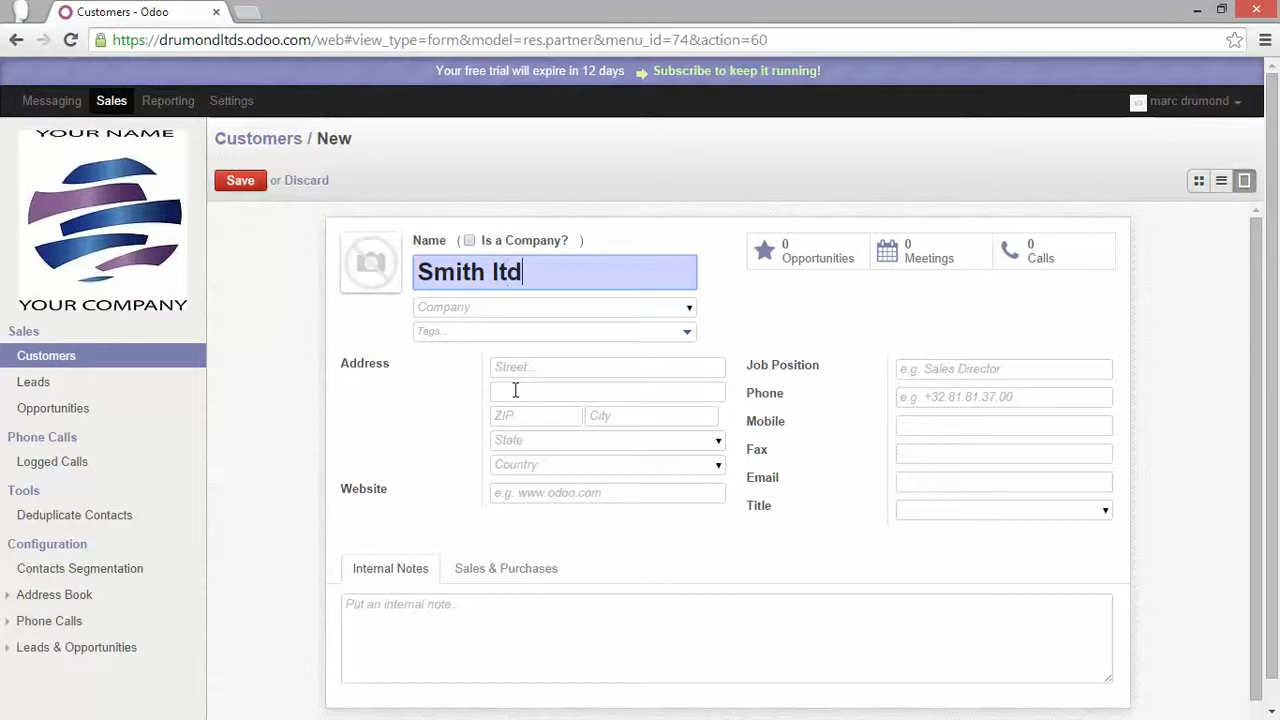 Customers - Odoo
https://drumondltds.odoo.com/web#view_type=form&model=res.partner&menu_id=74&action=60
Your free trial will expire in 12 days Subscribe to keep it running!
Messaging Sales Reporting Settings marc drumond
YOUR NAME
YOUR COMPANY
Sales
Customers
Leads
Opportunities
Phone Calls
Logged Calls
Tools
Deduplicate Contacts
Configuration
Contacts Segmentation
Address Book
Phone Calls
Leads & Opportunities
Customers / New
Save or Discard
Name ( Is a Company? )
Smith ltd
Company
Tags...
0 Opportunities
0 Meetings
0 Calls
Address
Street...
ZIP City
State
Country
Website e.g. www.odoo.com
Job Position e.g. Sales Director
Phone e.g. +32.81.81.37.00
Mobile
Fax
Email
Title
Internal Notes Sales & Purchases
Put an internal note...